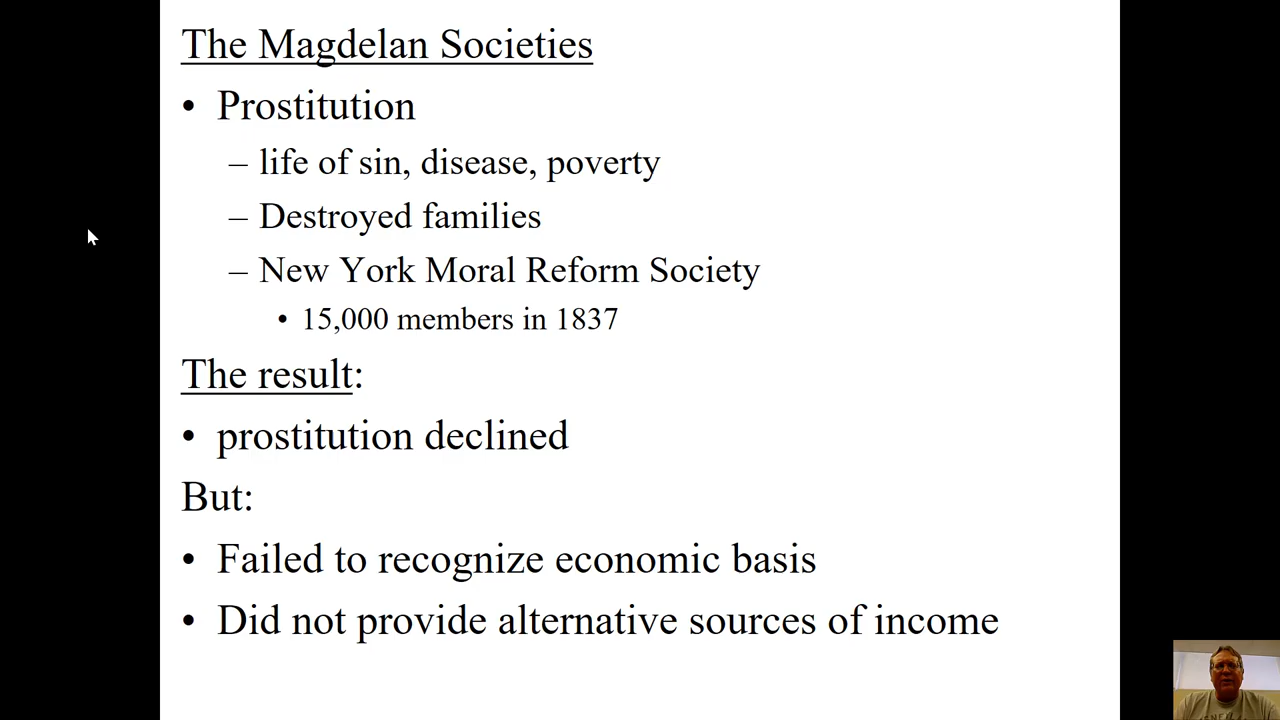 The Magdelan Societies
• Prostitution
– life of sin, disease, poverty
– Destroyed families
– New York Moral Reform Society
• 15,000 members in 1837
The result:
• prostitution declined
But:
• Failed to recognize economic basis
• Did not provide alternative sources of income